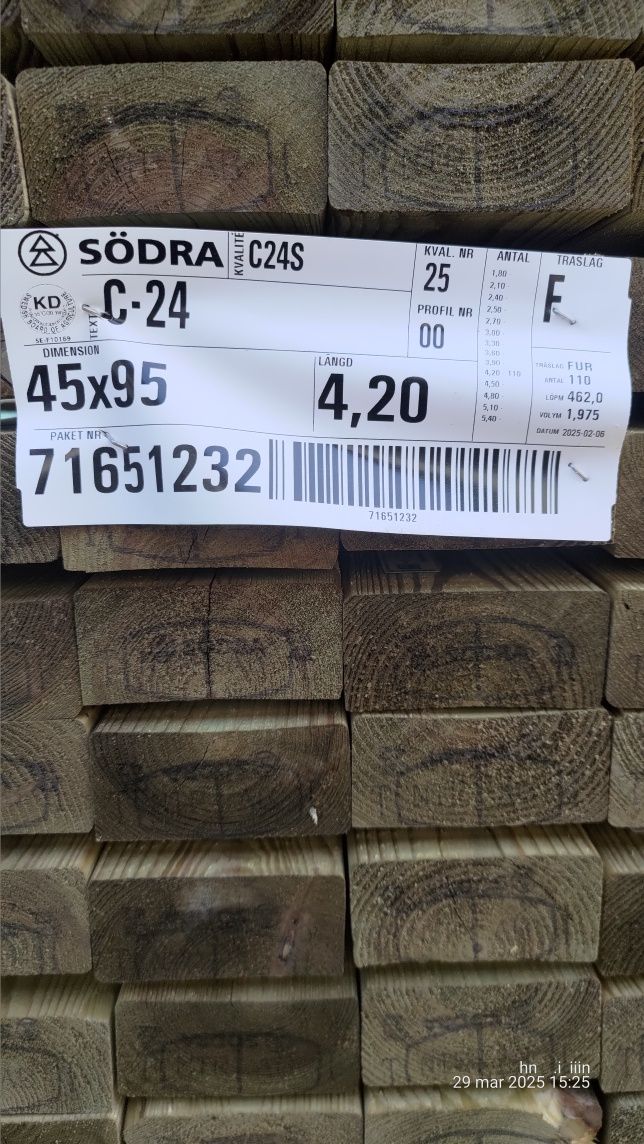 SÖDRA
KVALITÉ
C24S
KVAL. NR
25
ANTAL
TRÄSLAG
F
KD
SE-F10169
TEXT
C-24
PROFIL NR
00
1,80
2,10
2,40
2,50
2,70
3,00
3,30
3,60
3,90
4,20 110
4,50
4,80
5,10
5,40
DIMENSION
45x95
LÄNGD
4,20
TRÄSLAG FUR
ANTAL 110
LÖPM 462,0
VOLYM 1,975
DATUM 2025-02-06
PAKET NR
71651232
71651232
29 mar 2025 15:25